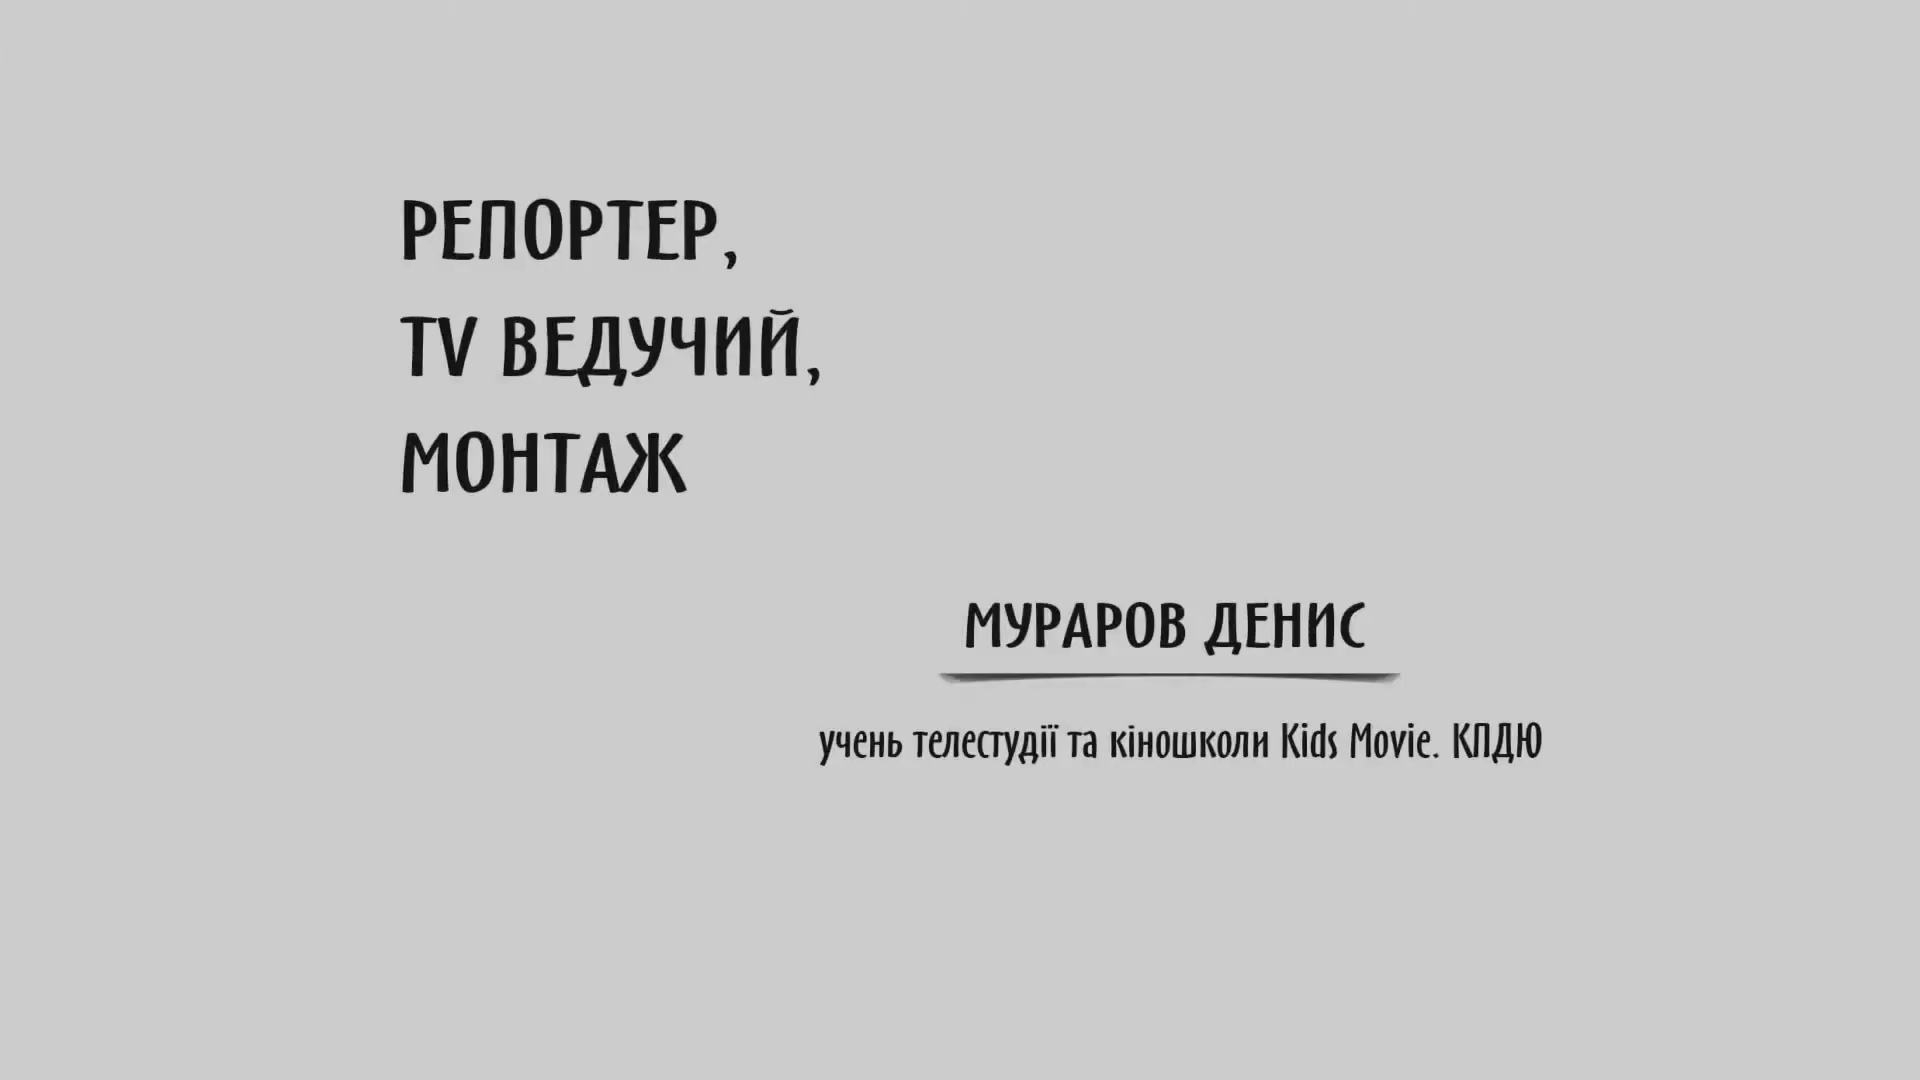 РЕПОРТЕР,
TV ВЕДУЧИЙ,
МОНТАЖ
МУРАРОВ ДЕНИС
учень телестудії та кіношколи Kids Movie. КПДЮ